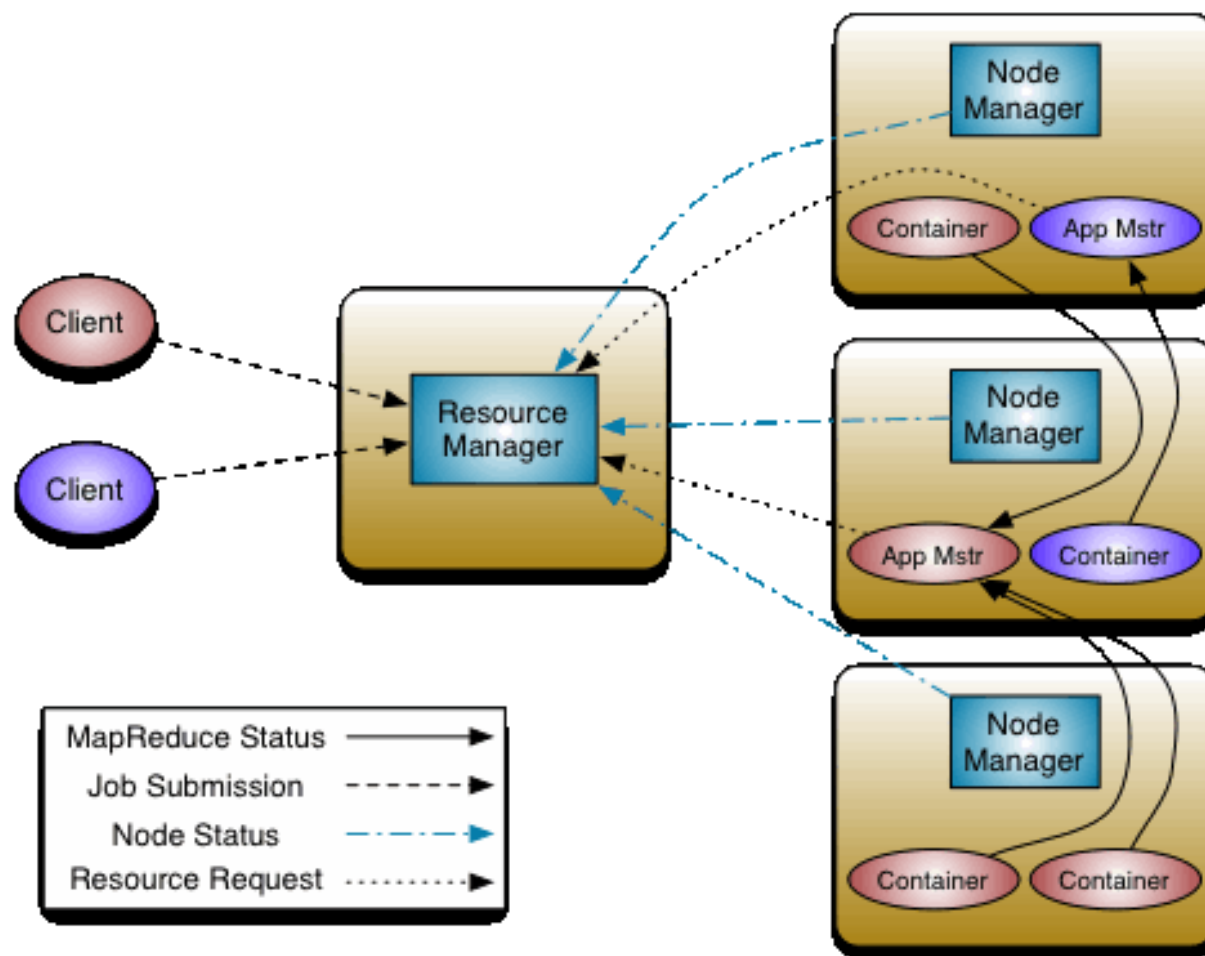 Node
Manager
Container
App Mstr
Client
Client
Resource
Manager
Node
Manager
App Mstr
Container
Node
Manager
Container
Container
MapReduce Status
Job Submission
Node Status
Resource Request